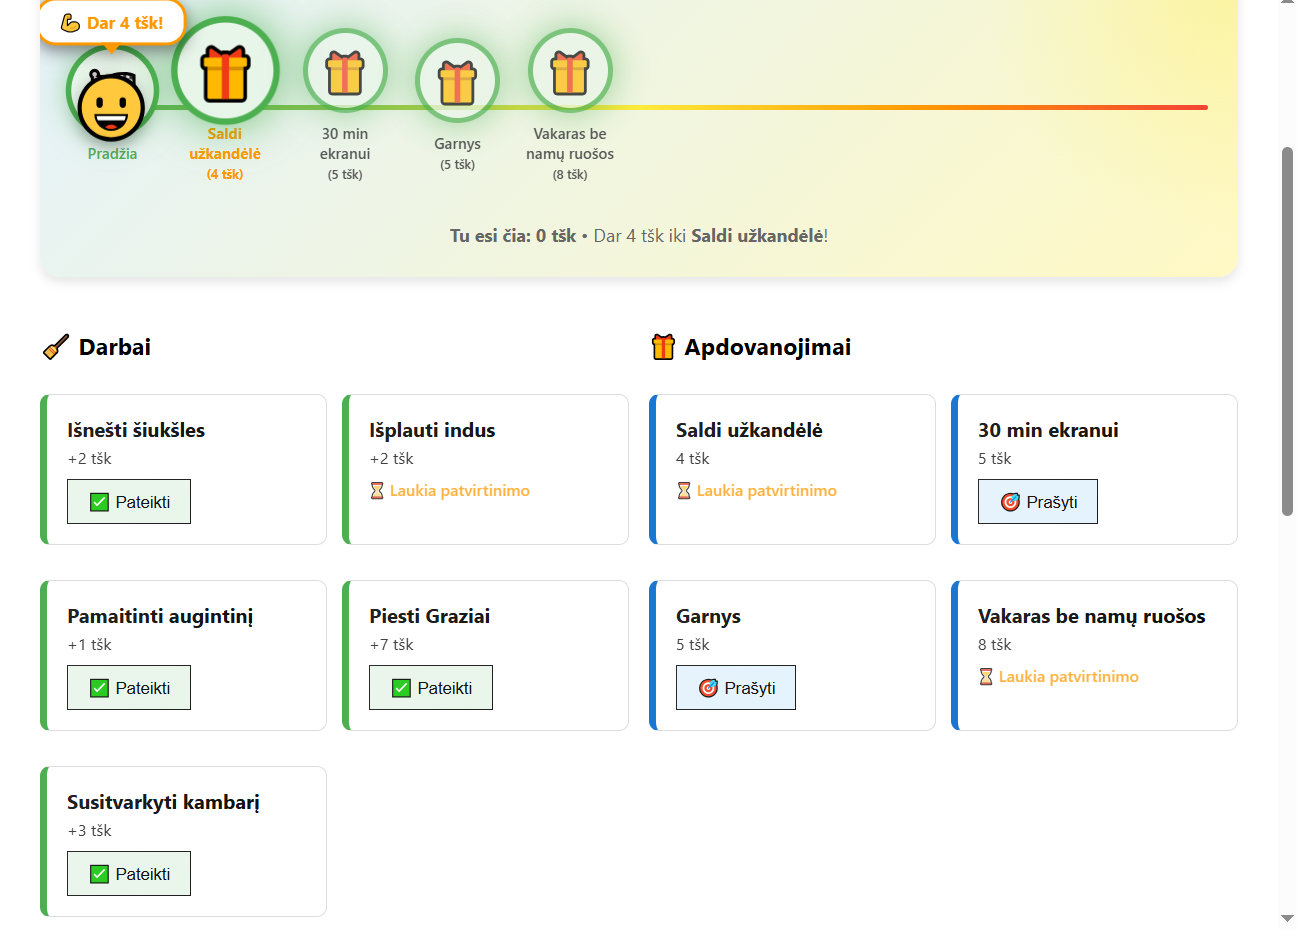 💪 Dar 4 tšk!
Pradžia
Saldi
užkandėlė
(4 tšk)
30 min
ekranui
(5 tšk)
Garnys
(5 tšk)
Vakaras be
namų ruošos
(8 tšk)
Tu esi čia: 0 tšk • Dar 4 tšk iki Saldi užkandėlė!
Darbai
Išnešti šiukšles
+2 tšk
✅ Pateikti
Išplauti indus
+2 tšk
⏳ Laukia patvirtinimo
Pamaitinti augintinį
+1 tšk
✅ Pateikti
Piesti Graziai
+7 tšk
✅ Pateikti
Susitvarkyti kambarį
+3 tšk
✅ Pateikti
Apdovanojimai
Saldi užkandėlė
4 tšk
⏳ Laukia patvirtinimo
30 min ekranui
5 tšk
🎯 Prašyti
Garnys
5 tšk
🎯 Prašyti
Vakaras be namų ruošos
8 tšk
⏳ Laukia patvirtinimo